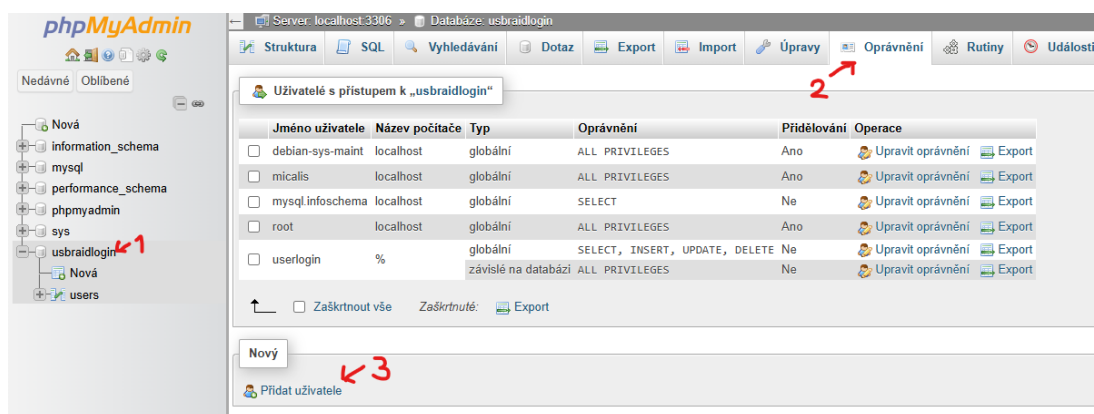 phpMyAdmin
Nedávné Oblíbené
Nová
information_schema
mysql
performance_schema
phpmyadmin
sys
usbraidlogin
1
Nová
users
Server: localhost:3306 » Databáze: usbraidlogin
Struktura SQL Vyhledávání Dotaz Export Import Úpravy Oprávnění Rutiny Události
2
Uživatelé s přístupem k „usbraidlogin“
Jméno uživatele Název počítače Typ Oprávnění Přidělování Operace
debian-sys-maint localhost globální ALL PRIVILEGES Ano Upravit oprávnění Export
micalis localhost globální ALL PRIVILEGES Ano Upravit oprávnění Export
mysql.infoschema localhost globální SELECT Ne Upravit oprávnění Export
root localhost globální ALL PRIVILEGES Ano Upravit oprávnění Export
userlogin % globální SELECT, INSERT, UPDATE, DELETE Ne Upravit oprávnění Export
závislé na databázi ALL PRIVILEGES Ne Upravit oprávnění Export
Zaškrtnout vše Zaškrtnuté: Export
Nový
3
Přidat uživatele